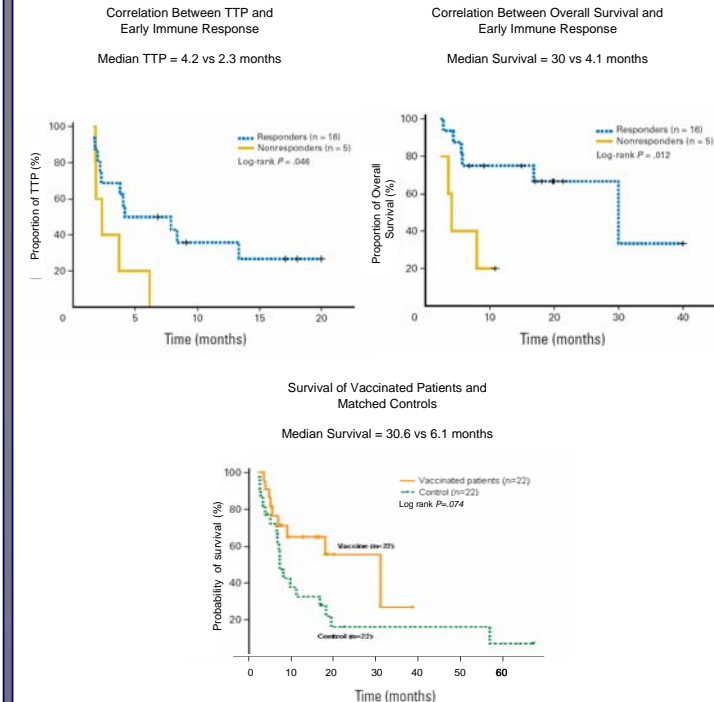 Correlation Between TTP and
Early Immune Response
Median TTP = 4.2 vs 2.3 months
Proportion of TTP (%)
100
80
60
40
20
0
5
10
15
20
Time (months)
Responders (n = 16)
Nonresponders (n = 5)
Log-rank P = .046
Correlation Between Overall Survival and
Early Immune Response
Median Survival = 30 vs 4.1 months
Proportion of Overall
Survival (%)
100
80
60
40
20
0
10
20
30
40
Time (months)
Responders (n = 16)
Nonresponders (n = 5)
Log-rank P = .012
Survival of Vaccinated Patients and
Matched Controls
Median Survival = 30.6 vs 6.1 months
Probability of survival (%)
100
80
60
40
20
0
10
20
30
40
50
60
Time (months)
Vaccinated patients (n=22)
Control (n=22)
Log rank P=.074
Vaccine (n=22)
Control (n=22)